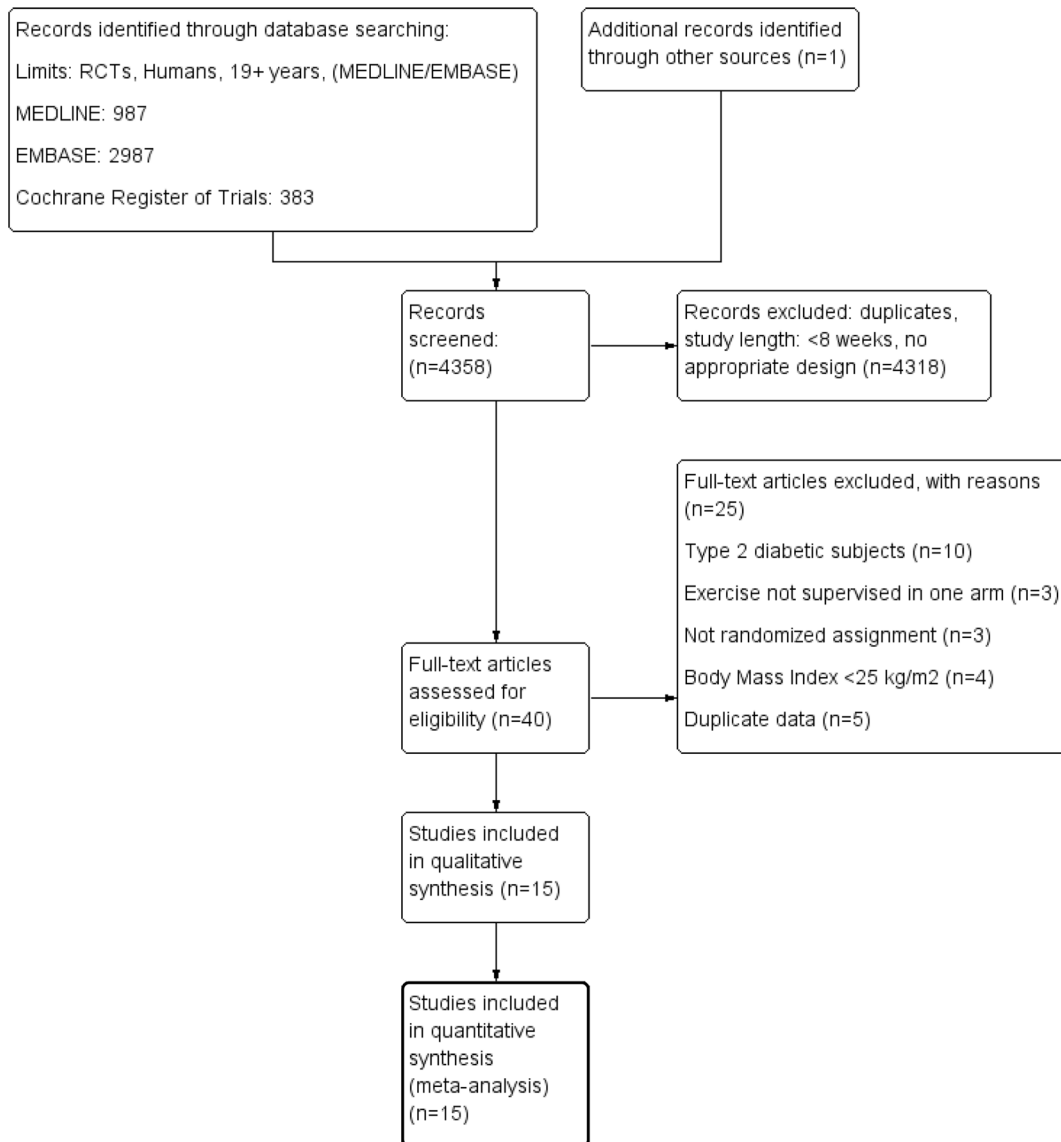 Records identified through database searching:
Limits: RCTs, Humans, 19+ years, (MEDLINE/EMBASE)
MEDLINE: 987
EMBASE: 2987
Cochrane Register of Trials: 383
Additional records identified
through other sources (n=1)
Records
screened:
(n=4358)
Records excluded: duplicates,
study length: <8 weeks, no
appropriate design (n=4318)
Full-text articles excluded, with reasons
(n=25)
Type 2 diabetic subjects (n=10)
Exercise not supervised in one arm (n=3)
Not randomized assignment (n=3)
Body Mass Index <25 kg/m2 (n=4)
Duplicate data (n=5)
Full-text articles
assessed for
eligibility (n=40)
Studies included
in qualitative
synthesis (n=15)
Studies included
in quantitative
synthesis
(meta-analysis)
(n=15)